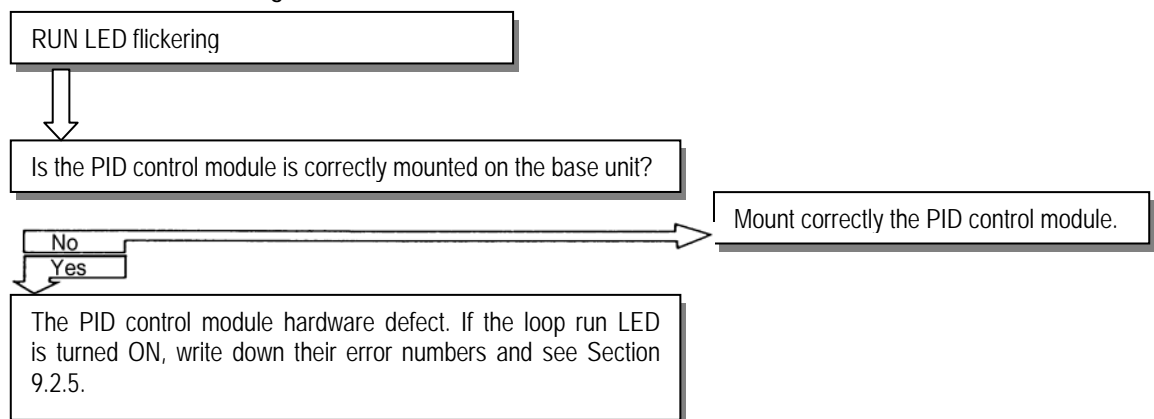 RUN LED flickering
Is the PID control module is correctly mounted on the base unit?
Mount correctly the PID control module.
No
Yes
The PID control module hardware defect. If the loop run LED
is turned ON, write down their error numbers and see Section
9.2.5.